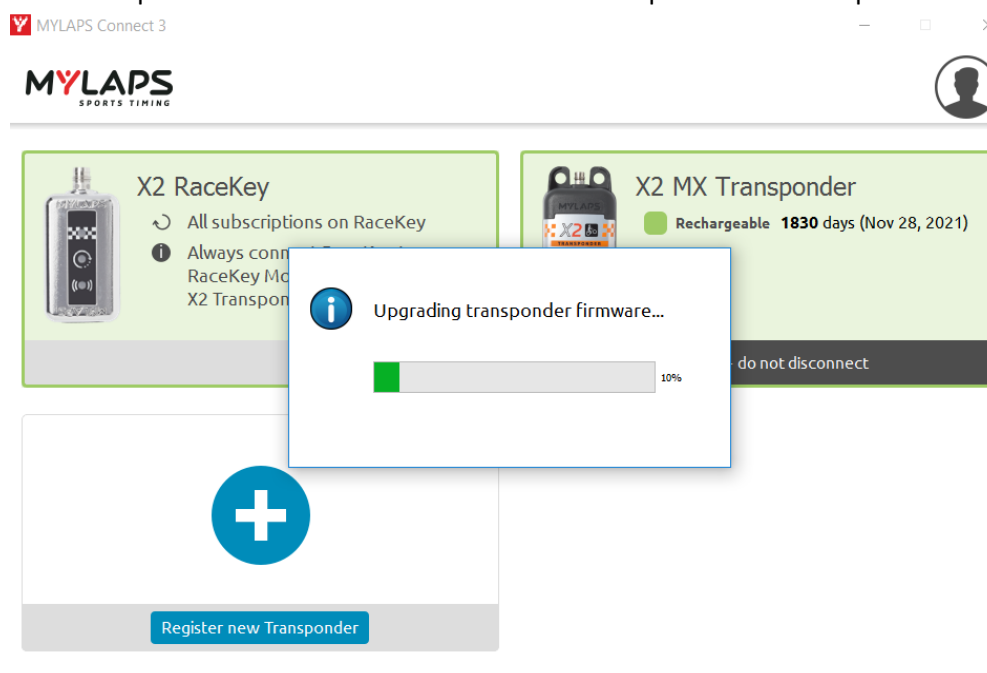 MYLAPS Connect 3
MYLAPS
SPORTS TIMING
X2 RaceKey
All subscriptions on RaceKey
Always conn
RaceKey Mo
X2 Transpon
MYLAPS
X2
TRANSPONDER
X2 MX Transponder
Rechargeable 1830 days (Nov 28, 2021)
do not disconnect
Upgrading transponder firmware...
10%
Register new Transponder